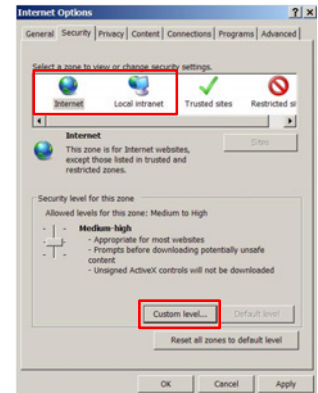 Internet Options
General Security Privacy Content Connections Programs Advanced
Select a zone to view or change security settings.
Internet Local intranet Trusted sites Restricted si
Internet
Sites
This zone is for Internet websites,
except those listed in trusted and
restricted zones.
Security level for this zone
Allowed levels for this zone: Medium to High
Medium-high
- Appropriate for most websites
- Prompts before downloading potentially unsafe
content
- Unsigned ActiveX controls will not be downloaded
Custom level... Default level
Reset all zones to default level
OK Cancel Apply